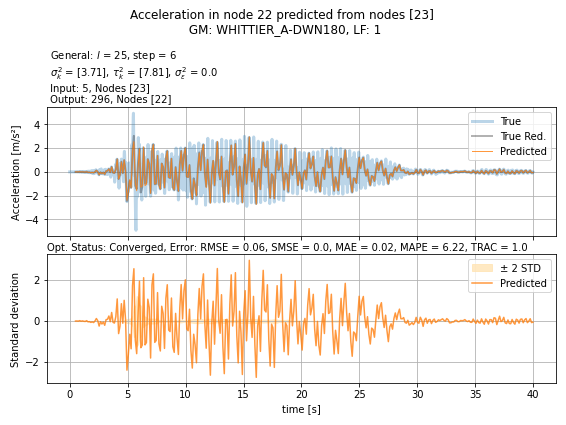 Acceleration in node 22 predicted from nodes [23]
GM: WHITTIER_A-DWN180, LF: 1
General: l = 25, step = 6
σ²ₖ = [3.71], τ²ₖ = [7.81], σ²ε = 0.0
Input: 5, Nodes [23]
Output: 296, Nodes [22]
Acceleration [m/s²]
4
2
0
−2
−4
True
True Red.
Predicted
Opt. Status: Converged, Error: RMSE = 0.06, SMSE = 0.0, MAE = 0.02, MAPE = 6.22, TRAC = 1.0
Standard deviation
2
0
−2
± 2 STD
Predicted
0 5 10 15 20 25 30 35 40
time [s]